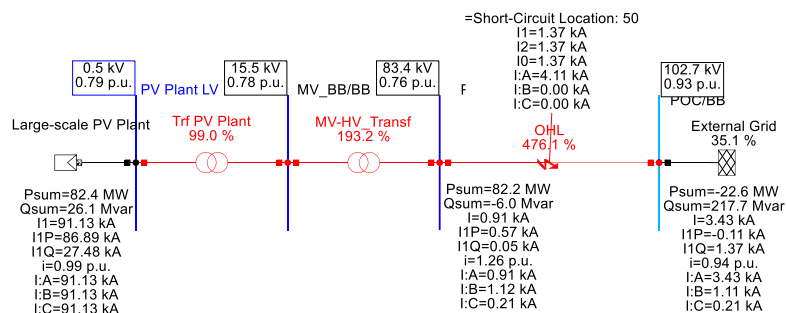 =Short-Circuit Location: 50
I1=1.37 kA
I2=1.37 kA
I0=1.37 kA
I:A=4.11 kA
I:B=0.00 kA
I:C=0.00 kA
0.5 kV
0.79 p.u.
PV Plant LV
15.5 kV
0.78 p.u.
MV_BB/BB
83.4 kV
0.76 p.u.
F
102.7 kV
0.93 p.u.
POC/BB
Large-scale PV Plant
Trf PV Plant
99.0 %
MV-HV_Transf
193.2 %
OHL
476.1 %
External Grid
35.1 %
Psum=82.4 MW
Qsum=26.1 Mvar
I1=91.13 kA
I1P=86.89 kA
I1Q=27.48 kA
i=0.99 p.u.
I:A=91.13 kA
I:B=91.13 kA
I:C=91.13 kA
Psum=82.2 MW
Qsum=-6.0 Mvar
I=0.91 kA
I1P=0.57 kA
I1Q=0.05 kA
i=1.26 p.u.
I:A=0.91 kA
I:B=1.12 kA
I:C=0.21 kA
Psum=-22.6 MW
Qsum=217.7 Mvar
I=3.43 kA
I1P=-0.11 kA
I1Q=1.37 kA
i=0.94 p.u.
I:A=3.43 kA
I:B=1.11 kA
I:C=0.21 kA